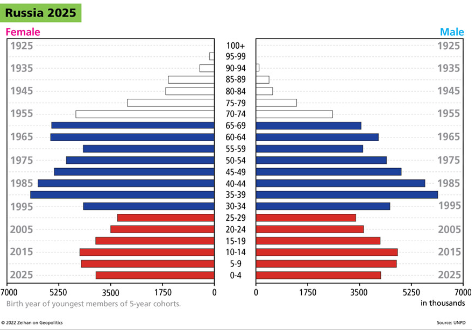 Russia 2025
Female Male
1925 100+ 1925
95-99
1935 90-94 1935
85-89
1945 80-84 1945
75-79
1955 70-74 1955
65-69
1965 60-64 1965
55-59
1975 50-54 1975
45-49
1985 40-44 1985
35-39
1995 30-34 1995
25-29
2005 20-24 2005
15-19
2015 10-14 2015
5-9
2025 0-4 2025
7000 5250 3500 1750 0 0 1750 3500 5250 7000
Birth year of youngest members of 5-year cohorts. in thousands
© 2022 Zeihan on Geopolitics Source: UNPD